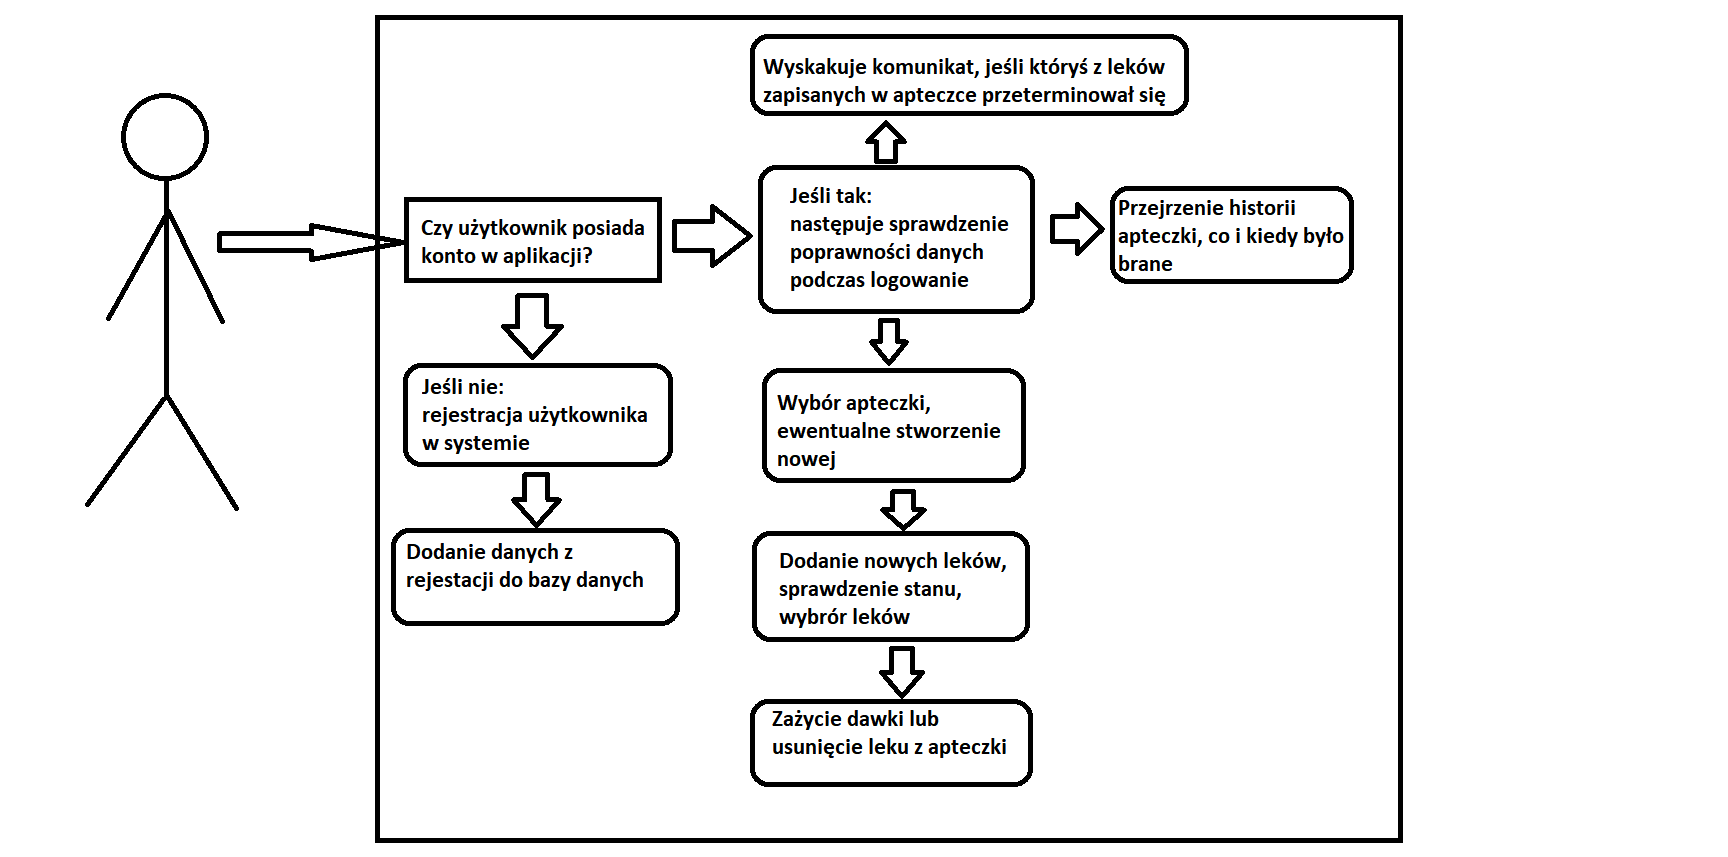 Wyskakuje komunikat, jeśli któryś z leków
zapisanych w apteczce przeterminował się
Czy użytkownik posiada
konto w aplikacji?
Jeśli tak:
następuje sprawdzenie
poprawności danych
podczas logowanie
Przejrzenie historii
apteczki, co i kiedy było
brane
Jeśli nie:
rejestracja użytkownika
w systemie
Wybór apteczki,
ewentualne stworzenie
nowej
Dodanie danych z
rejestacji do bazy danych
Dodanie nowych leków,
sprawdzenie stanu,
wybrór leków
Zażycie dawki lub
usunięcie leku z apteczki